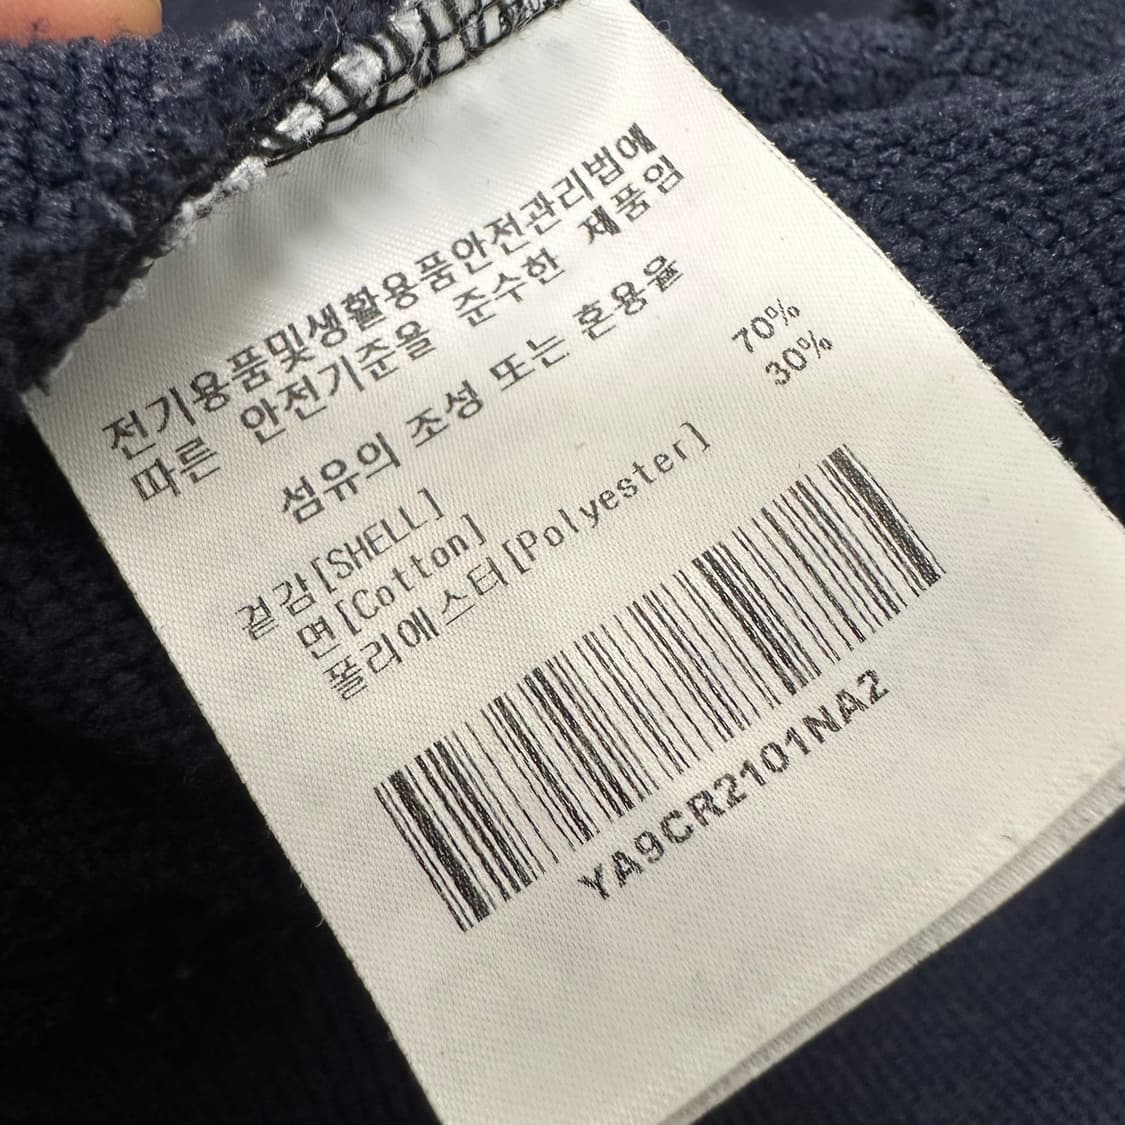 전기용품및생활용품안전관리법에
따른 안전기준을 준수한 제품임
섬유의 조성 또는 혼용율
겉감[SHELL]
면[Cotton] 70%
폴리에스터[Polyester] 30%
YA9CR2101NA2